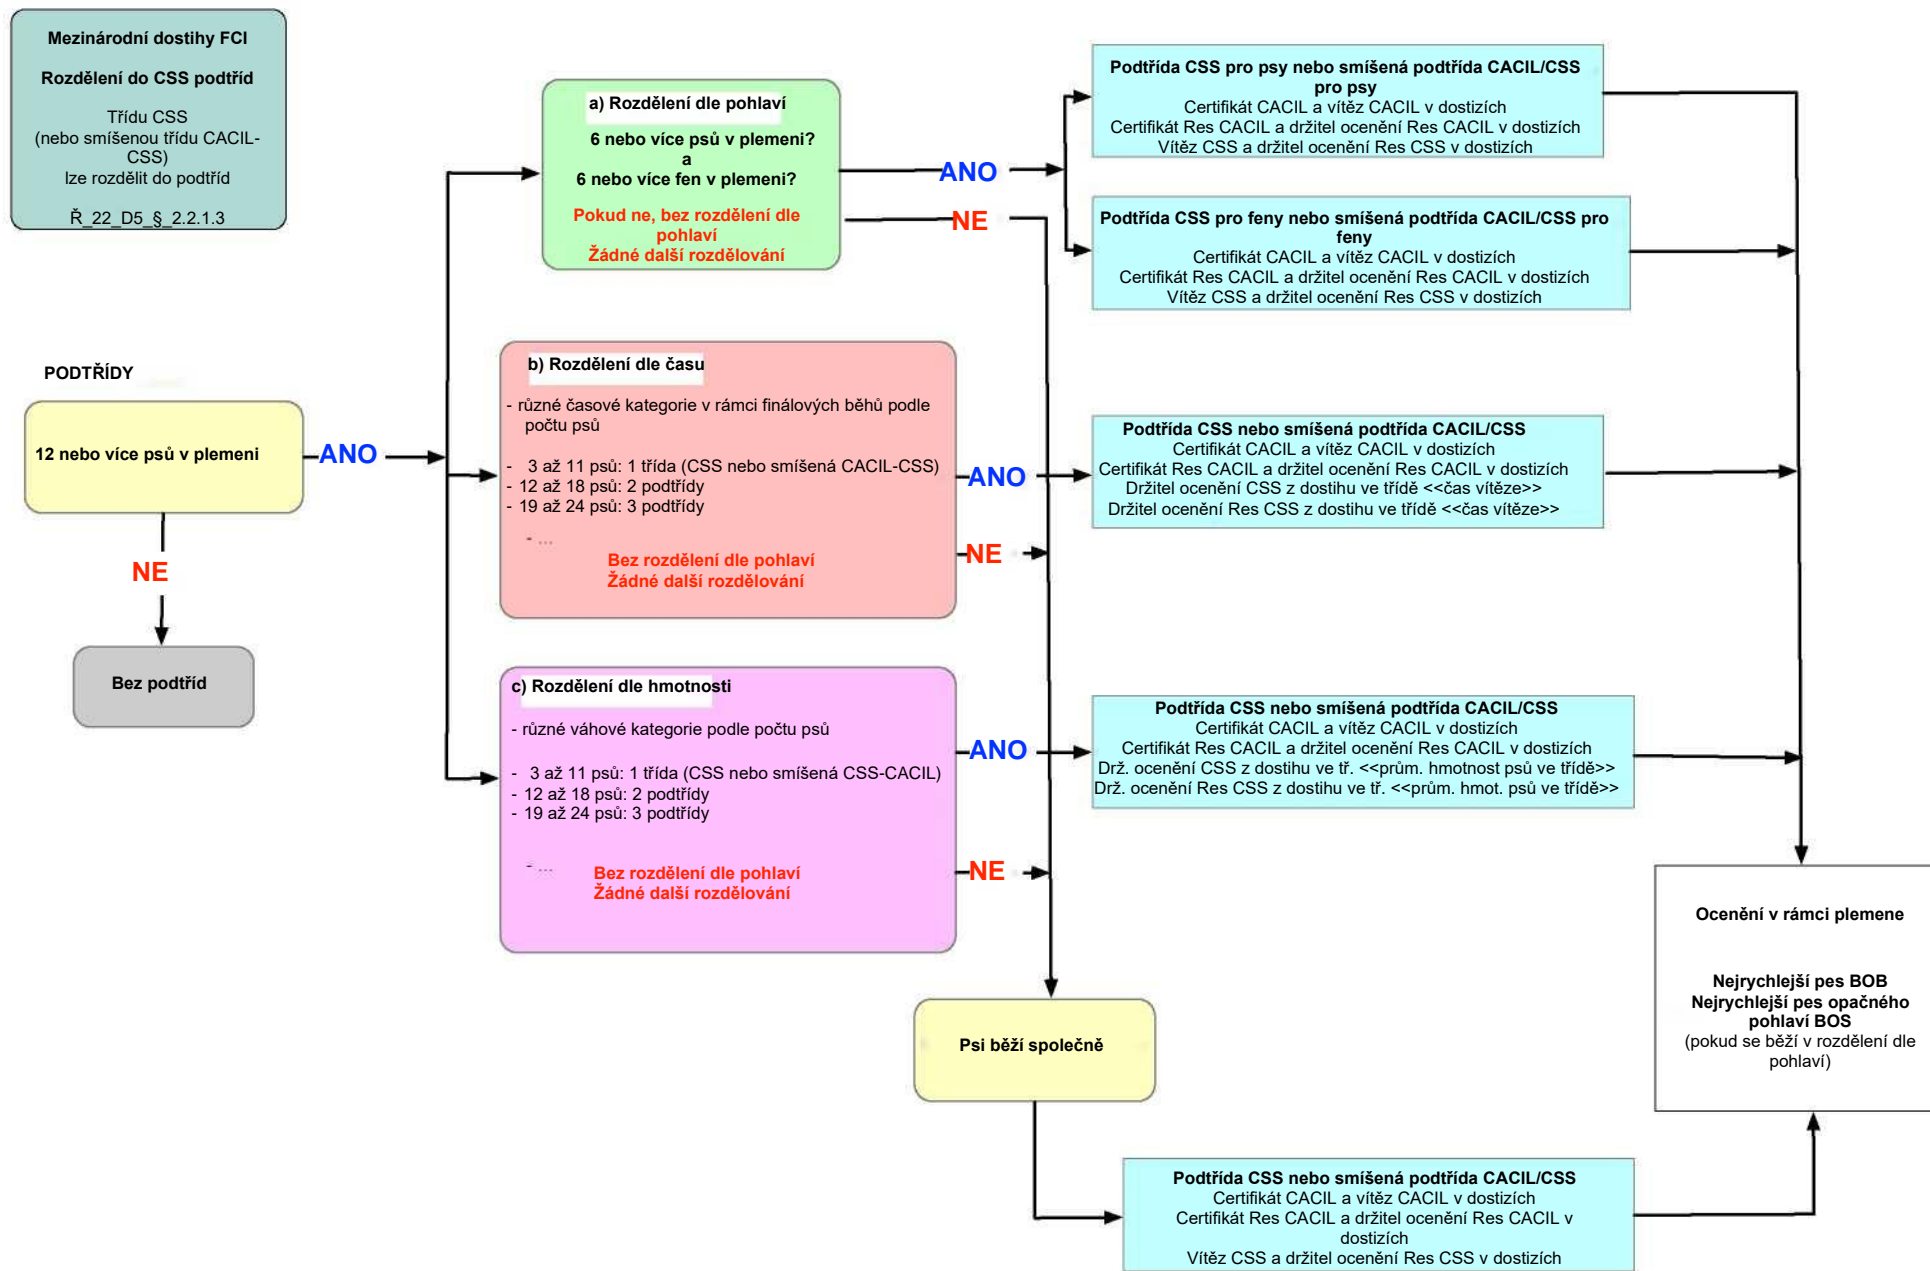 Mezinárodní dostihy FCI
Rozdělení do CSS podtříd
Třídu CSS
(nebo smíšenou třídu CACIL-
CSS)
lze rozdělit do podtříd
Ř_22_D5_§_2.2.1.3
PODTŘÍDY
12 nebo více psů v plemeni
ANO
NE
Bez podtříd
a) Rozdělení dle pohlaví
6 nebo více psů v plemeni?
a
6 nebo více fen v plemeni?
Pokud ne, bez rozdělení dle
pohlaví
Žádné další rozdělování
ANO
NE
b) Rozdělení dle času
- různé časové kategorie v rámci finálových běhů podle
počtu psů
- 3 až 11 psů: 1 třída (CSS nebo smíšená CACIL-CSS)
- 12 až 18 psů: 2 podtřídy
- 19 až 24 psů: 3 podtřídy
- ...
Bez rozdělení dle pohlaví
Žádné další rozdělování
ANO
NE
c) Rozdělení dle hmotnosti
- různé váhové kategorie podle počtu psů
- 3 až 11 psů: 1 třída (CSS nebo smíšená CSS-CACIL)
- 12 až 18 psů: 2 podtřídy
- 19 až 24 psů: 3 podtřídy
- ...
Bez rozdělení dle pohlaví
Žádné další rozdělování
ANO
NE
Psi běží společně
Podtřída CSS pro psy nebo smíšená podtřída CACIL/CSS
pro psy
Certifikát CACIL a vítěz CACIL v dostizích
Certifikát Res CACIL a držitel ocenění Res CACIL v dostizích
Vítěz CSS a držitel ocenění Res CSS v dostizích
Podtřída CSS pro feny nebo smíšená podtřída CACIL/CSS pro
feny
Certifikát CACIL a vítěz CACIL v dostizích
Certifikát Res CACIL a držitel ocenění Res CACIL v dostizích
Vítěz CSS a držitel ocenění Res CSS v dostizích
Podtřída CSS nebo smíšená podtřída CACIL/CSS
Certifikát CACIL a vítěz CACIL v dostizích
Certifikát Res CACIL a držitel ocenění Res CACIL v dostizích
Držitel ocenění CSS z dostihu ve třídě <<čas vítěze>>
Držitel ocenění Res CSS z dostihu ve třídě <<čas vítěze>>
Podtřída CSS nebo smíšená podtřída CACIL/CSS
Certifikát CACIL a vítěz CACIL v dostizích
Certifikát Res CACIL a držitel ocenění Res CACIL v dostizích
Drž. ocenění CSS z dostihu ve tř. <<prům. hmotnost psů ve třídě>>
Drž. ocenění Res CSS z dostihu ve tř. <<prům. hmot. psů ve třídě>>
Podtřída CSS nebo smíšená podtřída CACIL/CSS
Certifikát CACIL a vítěz CACIL v dostizích
Certifikát Res CACIL a držitel ocenění Res CACIL v
dostizích
Vítěz CSS a držitel ocenění Res CSS v dostizích
Ocenění v rámci plemene
Nejrychlejší pes BOB
Nejrychlejší pes opačného
pohlaví BOS
(pokud se běží v rozdělení dle
pohlaví)